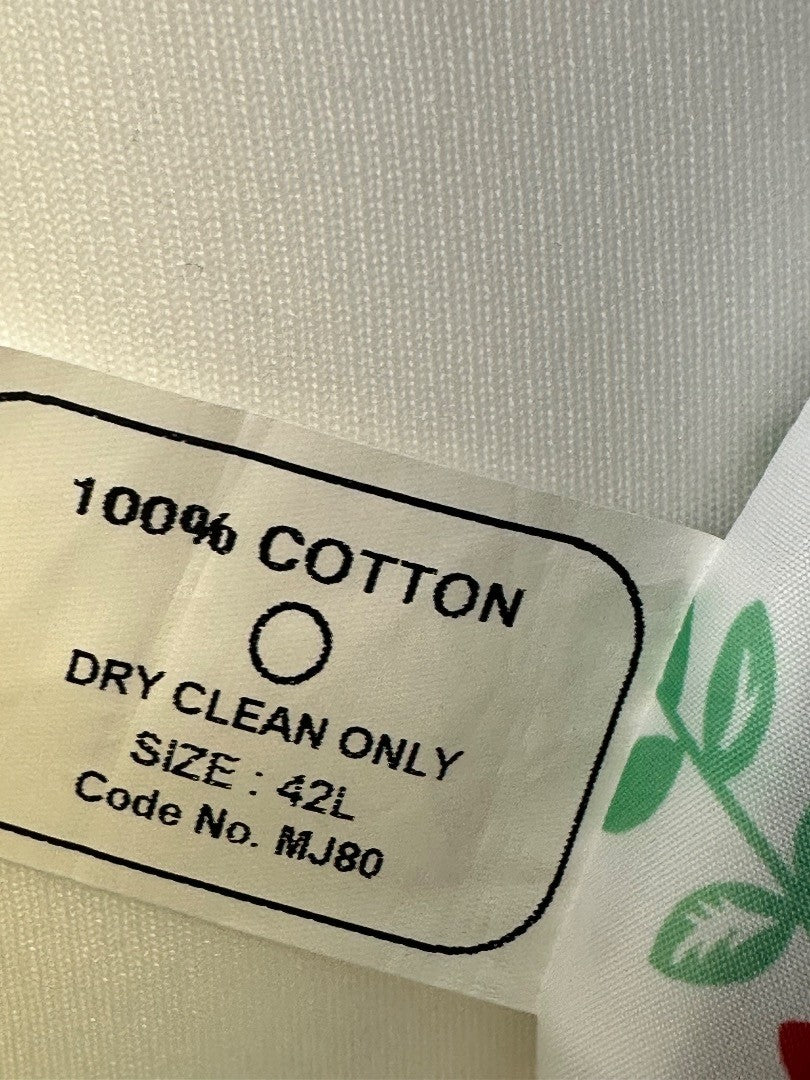 100% COTTON
DRY CLEAN ONLY
SIZE : 42L
Code No. MJ80